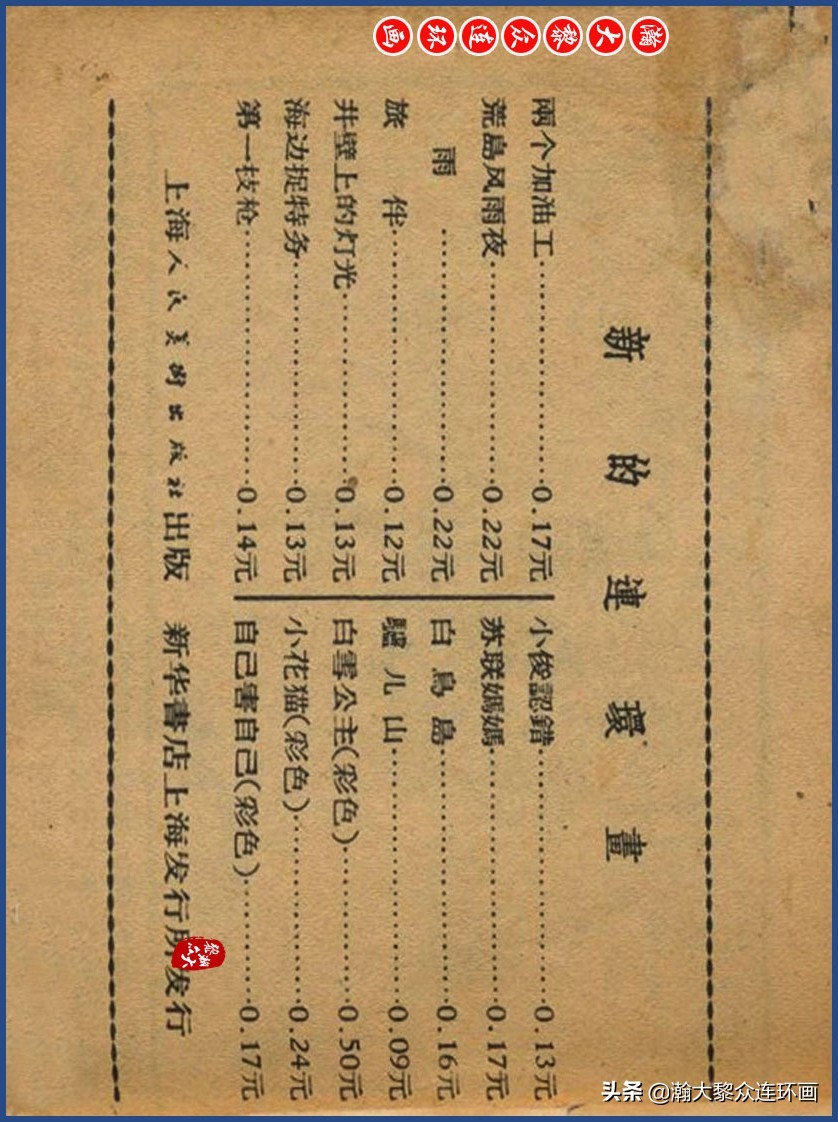 瀚大黎众连环画
新的連環畫
兩个加油工……0.17元
荒島风雨夜……0.22元
雨……0.22元
旅伴……0.12元
井壁上的灯光……0.13元
海边捉特务……0.13元
第一枝枪……0.14元
小俊認錯……0.13元
苏联媽媽……0.17元
白鳥島……0.16元
驢儿山……0.09元
白雪公主(彩色)……0.50元
小花猫(彩色)……0.24元
自己害自己(彩色)……0.17元
上海人民美術出版社出版 新华書店上海发行所发行
瀚大黎众
头条 @瀚大黎众连环画